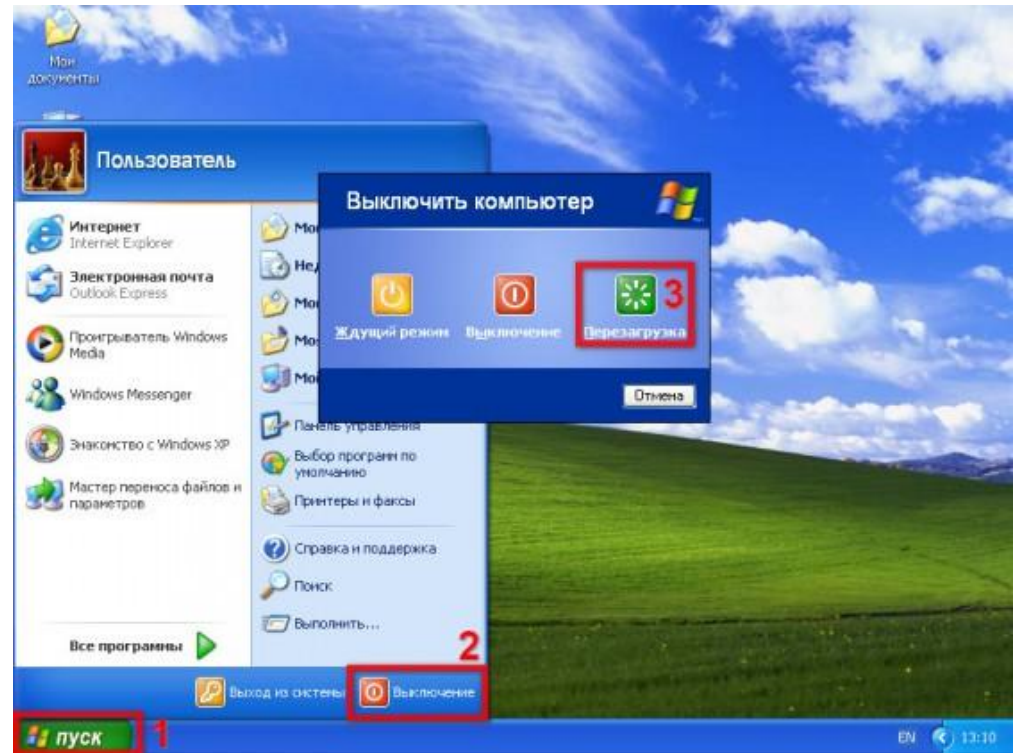 Мои
документы
Пользователь
Интернет
Internet Explorer
Электронная почта
Outlook Express
Проигрыватель Windows
Media
Windows Messenger
Знакомство с Windows XP
Мастер переноса файлов и
параметров
Все программы
Панель управления
Выбор программ по
умолчанию
Принтеры и факсы
Справка и поддержка
Поиск
Выполнить...
Выключить компьютер
3
Ждущий режим
Выключение
Перезагрузка
Отмена
2
Выход из системы
Выключение
пуск
1
EN
13:10